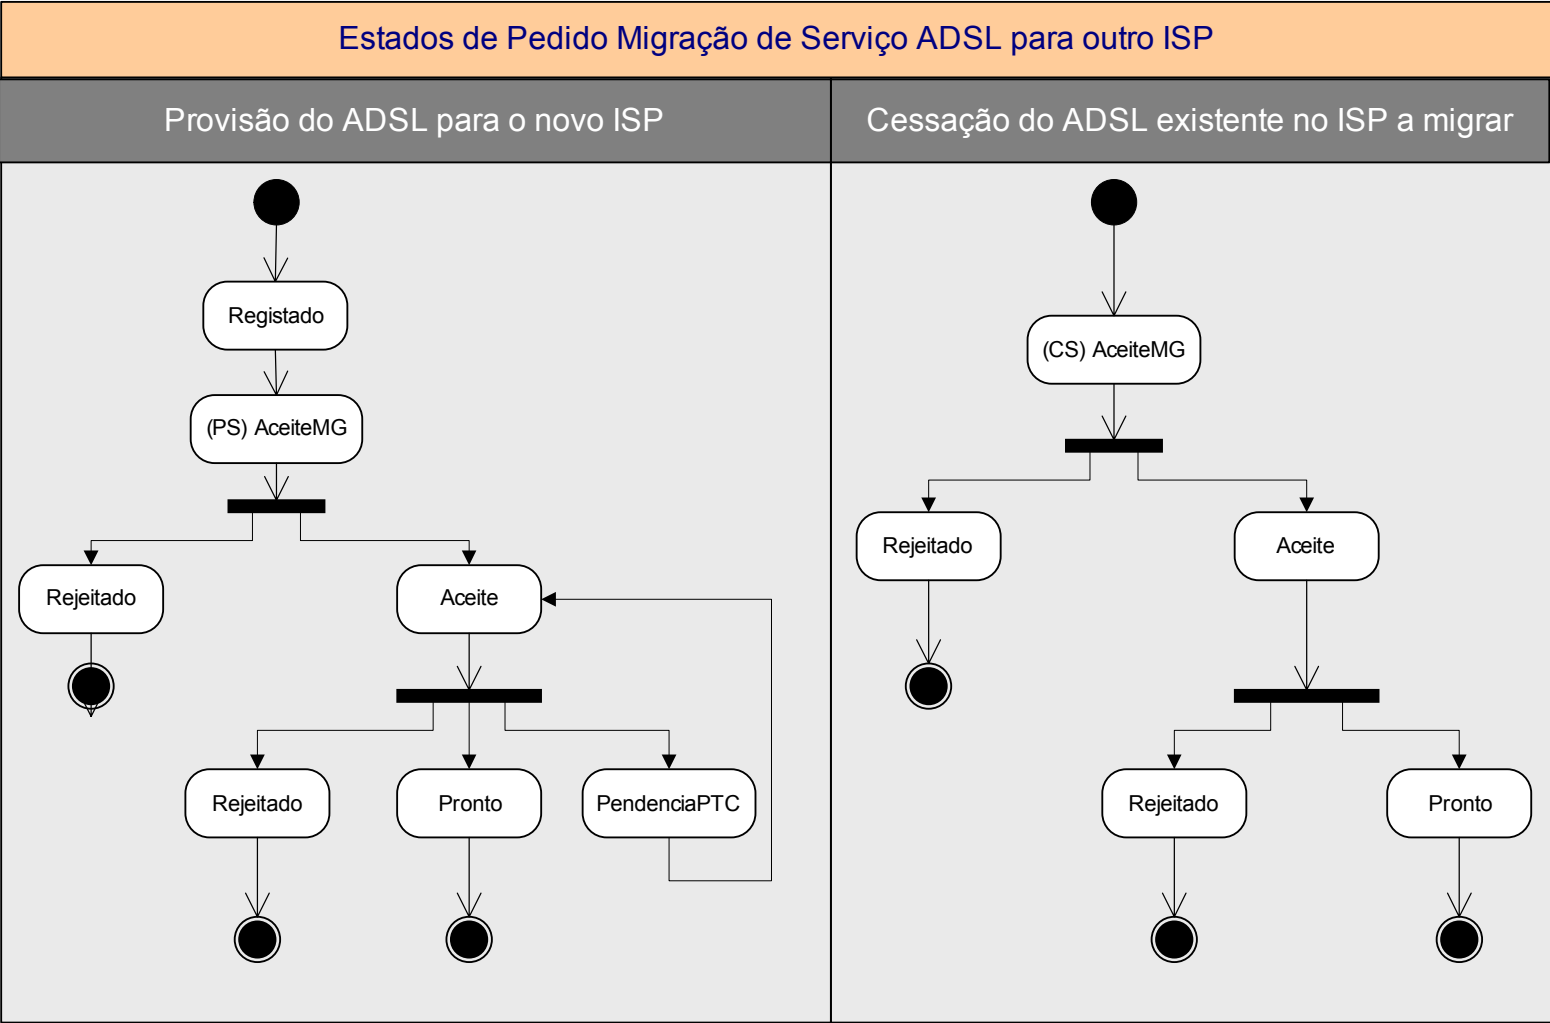 Estados de Pedido Migração de Serviço ADSL para outro ISP
Provisão do ADSL para o novo ISP
Cessação do ADSL existente no ISP a migrar
Registado
(PS) AceiteMG
Rejeitado
Aceite
Rejeitado
Pronto
PendenciaPTC
(CS) AceiteMG
Rejeitado
Aceite
Rejeitado
Pronto